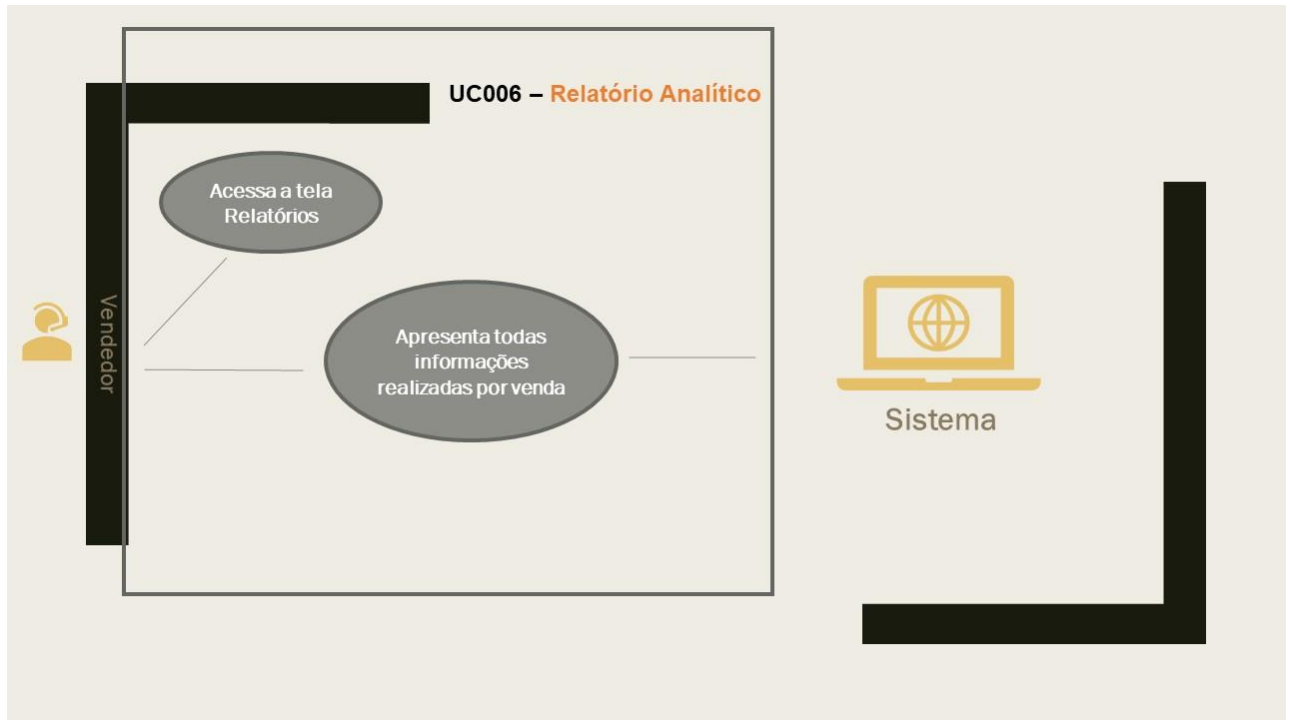 UC006 – Relatório Analítico
Acessa a tela
Relatórios
Vendedor
Apresenta todas
informações
realizadas por venda
Sistema